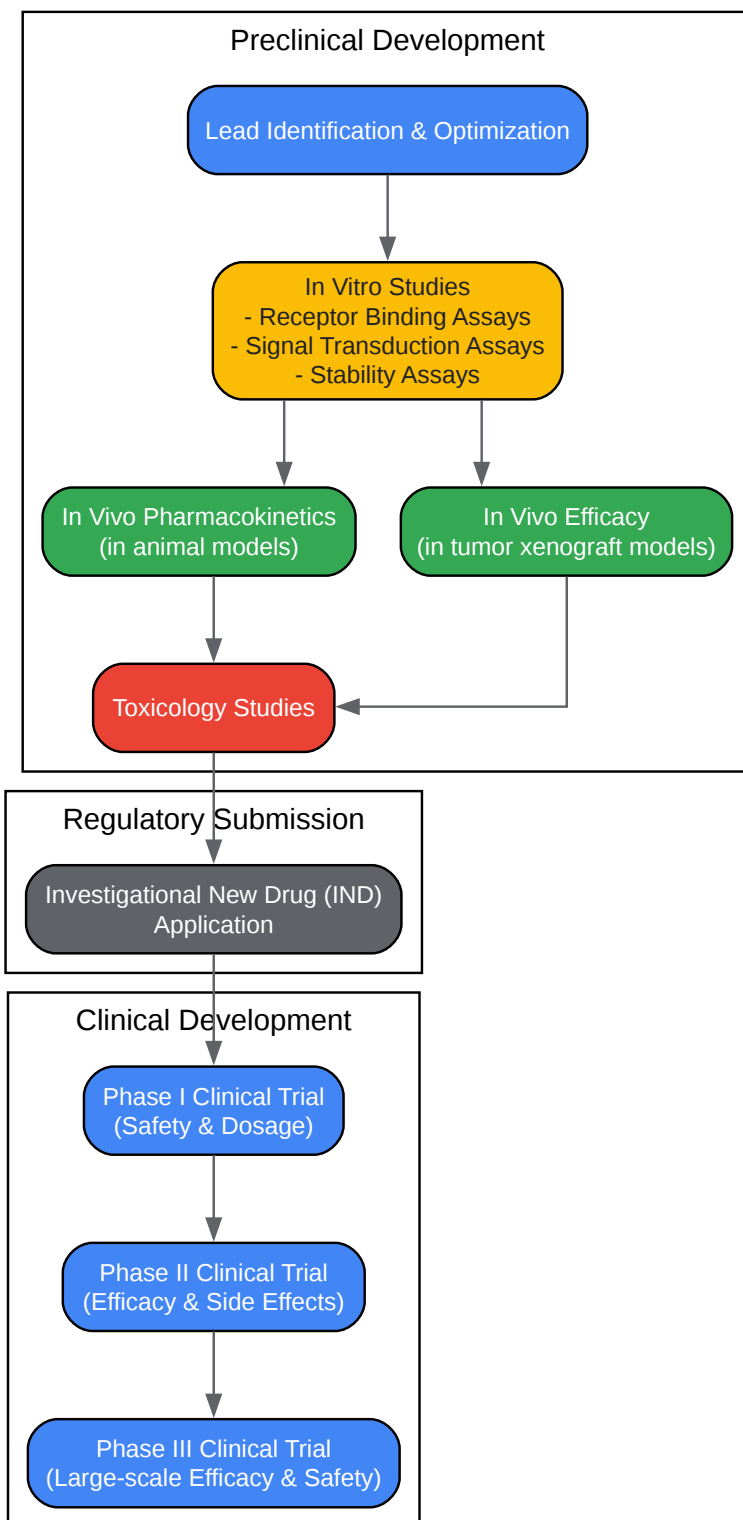 Preclinical Development
Lead Identification & Optimization
In Vitro Studies
- Receptor Binding Assays
- Signal Transduction Assays
- Stability Assays
In Vivo Pharmacokinetics
(in animal models)
In Vivo Efficacy
(in tumor xenograft models)
Toxicology Studies
Regulatory Submission
Investigational New Drug (IND)
Application
Clinical Development
Phase I Clinical Trial
(Safety & Dosage)
Phase II Clinical Trial
(Efficacy & Side Effects)
Phase III Clinical Trial
(Large-scale Efficacy & Safety)